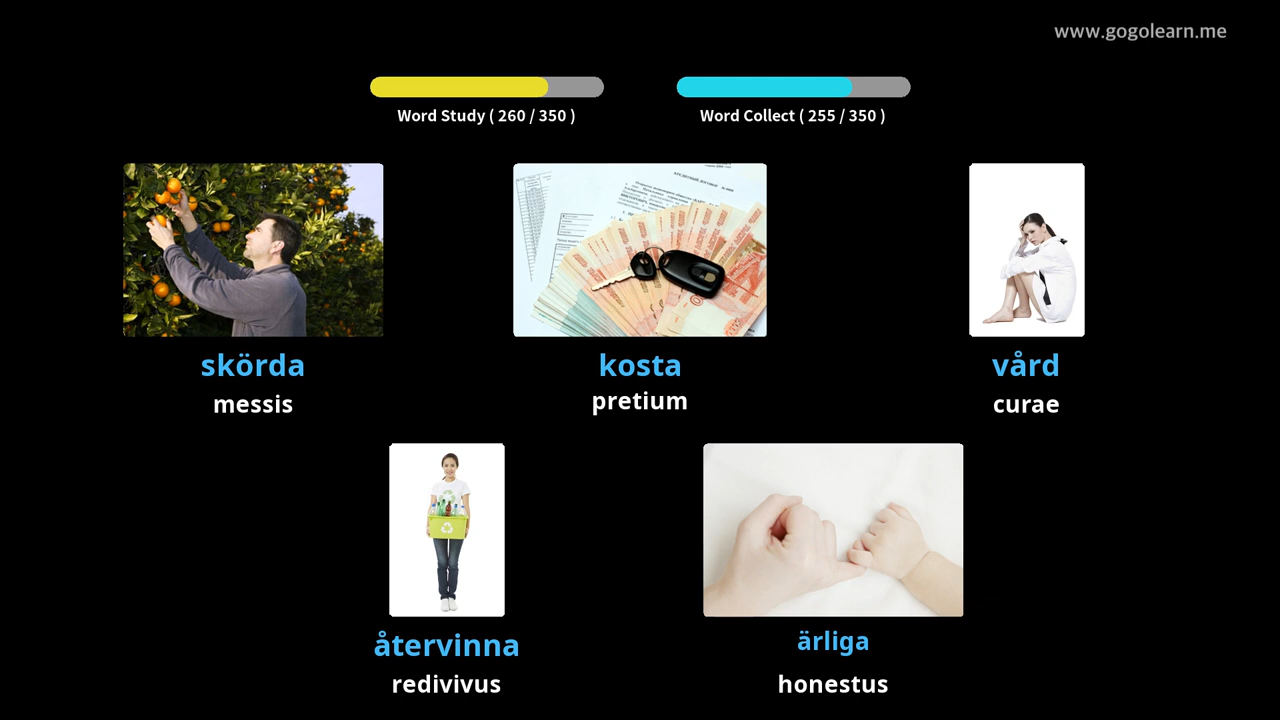 www.gogolearn.me
Word Study ( 260 / 350 )
Word Collect ( 255 / 350 )
skörda
messis
kosta
pretium
vård
curae
återvinna
redivivus
ärliga
honestus